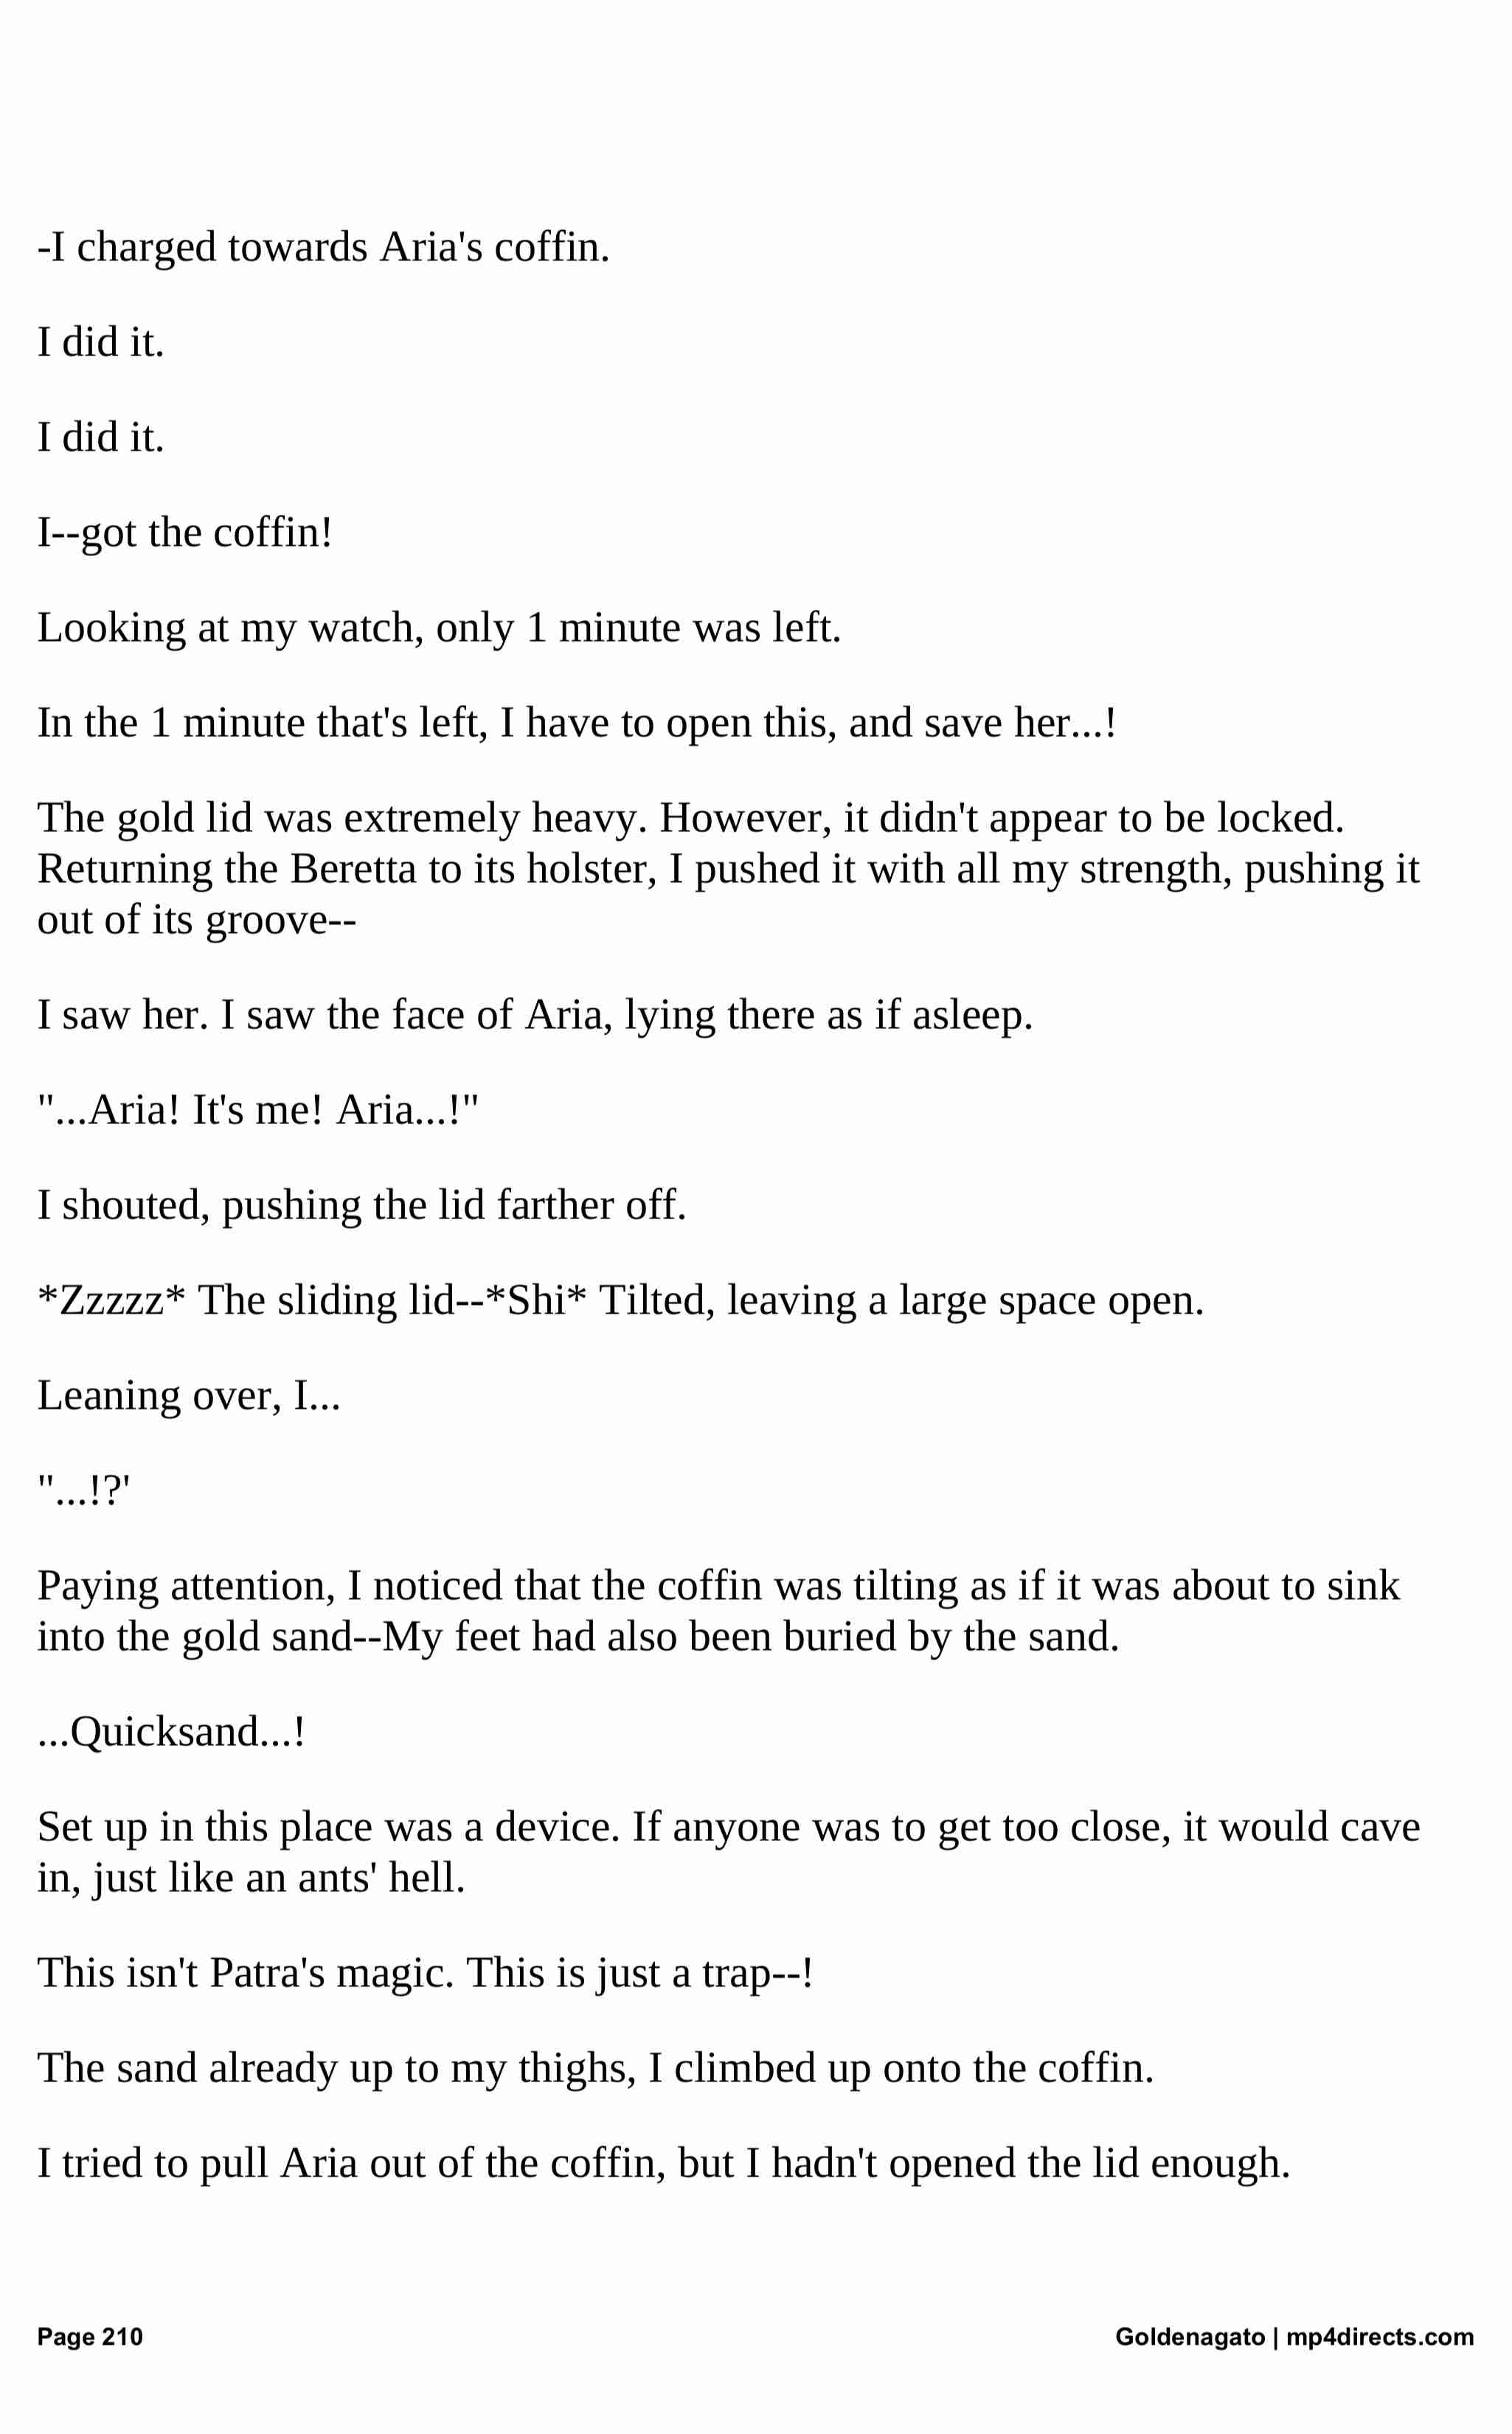 -I charged towards Aria's coffin.
I did it.
I did it.
I--got the coffin!
Looking at my watch, only 1 minute was left.
In the 1 minute that's left, I have to open this, and save her...!
The gold lid was extremely heavy. However, it didn't appear to be locked.
Returning the Beretta to its holster, I pushed it with all my strength, pushing it
out of its groove--
I saw her. I saw the face of Aria, lying there as if asleep.
"...Aria! It's me! Aria...!"
I shouted, pushing the lid farther off.
*Zzzzz* The sliding lid--*Shi* Tilted, leaving a large space open.
Leaning over, I...
"...!?'
Paying attention, I noticed that the coffin was tilting as if it was about to sink
into the gold sand--My feet had also been buried by the sand.
...Quicksand...!
Set up in this place was a device. If anyone was to get too close, it would cave
in, just like an ants' hell.
This isn't Patra's magic. This is just a trap--!
The sand already up to my thighs, I climbed up onto the coffin.
I tried to pull Aria out of the coffin, but I hadn't opened the lid enough.
Page 210
Goldenagato | mp4directs.com